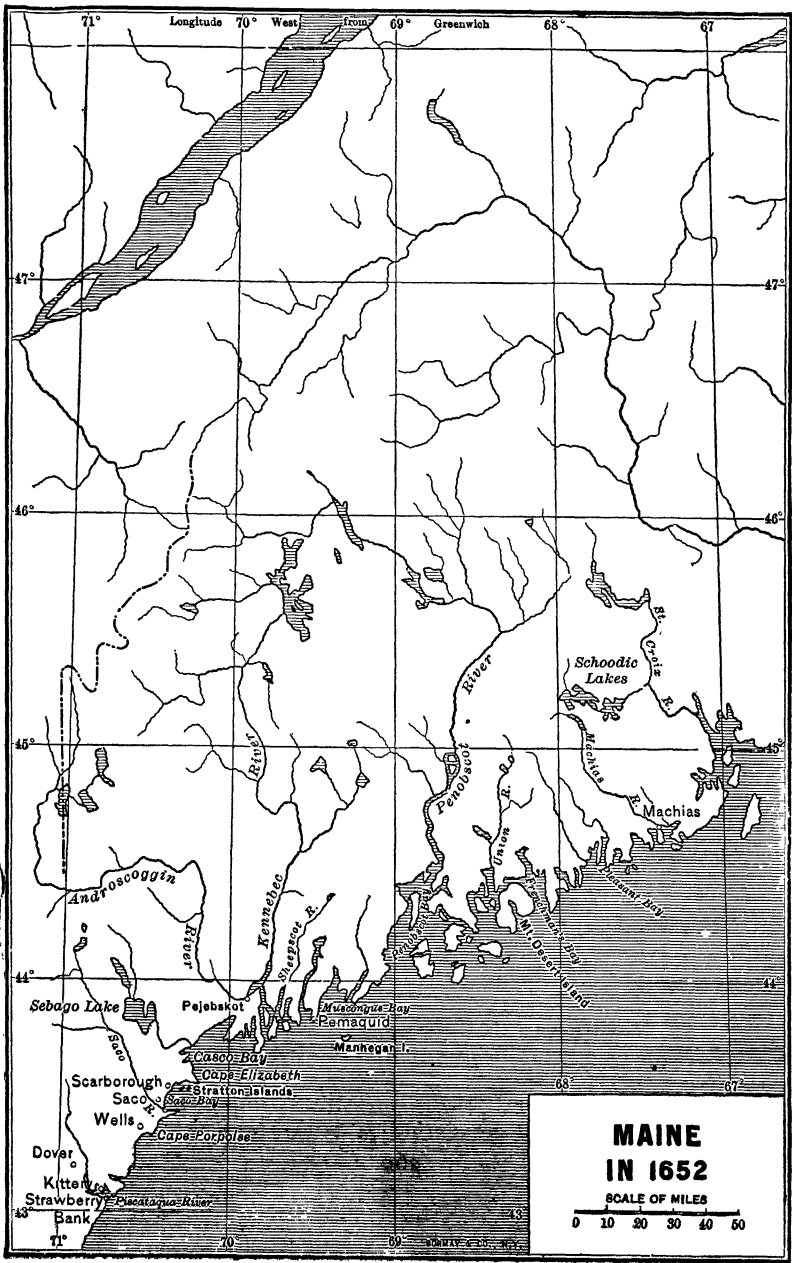 71° Longitude 70° West from 69° Greenwich 68° 67
47° 47°
46° 46°
St. Croix R.
Schoodic
Lakes
River
River
45° 45°
Penobscot
Machias R.
Machias
Union R.
Androscoggin
River
Kennebec
Sheepscot R.
Penobscot Bay
Frenchmans Bay
Pleasant Bay
Mt. Desert Island
44° 44°
Sebago Lake
Pejebskot
Muscongus Bay
Pemaquid
Manhegan I.
Saco
R.
Casco Bay
Cape Elizabeth
Scarborough
Stratton Islands
Saco
Saco Bay
Wells
Cape Porpoise
Dover
Kittery
Strawberry
Bank
Piscataqua River
43° 43
71° 70° 69° 68 67°
BORMAY & CO., N.Y.
MAINE
IN 1652
SCALE OF MILES
0 10 20 30 40 50